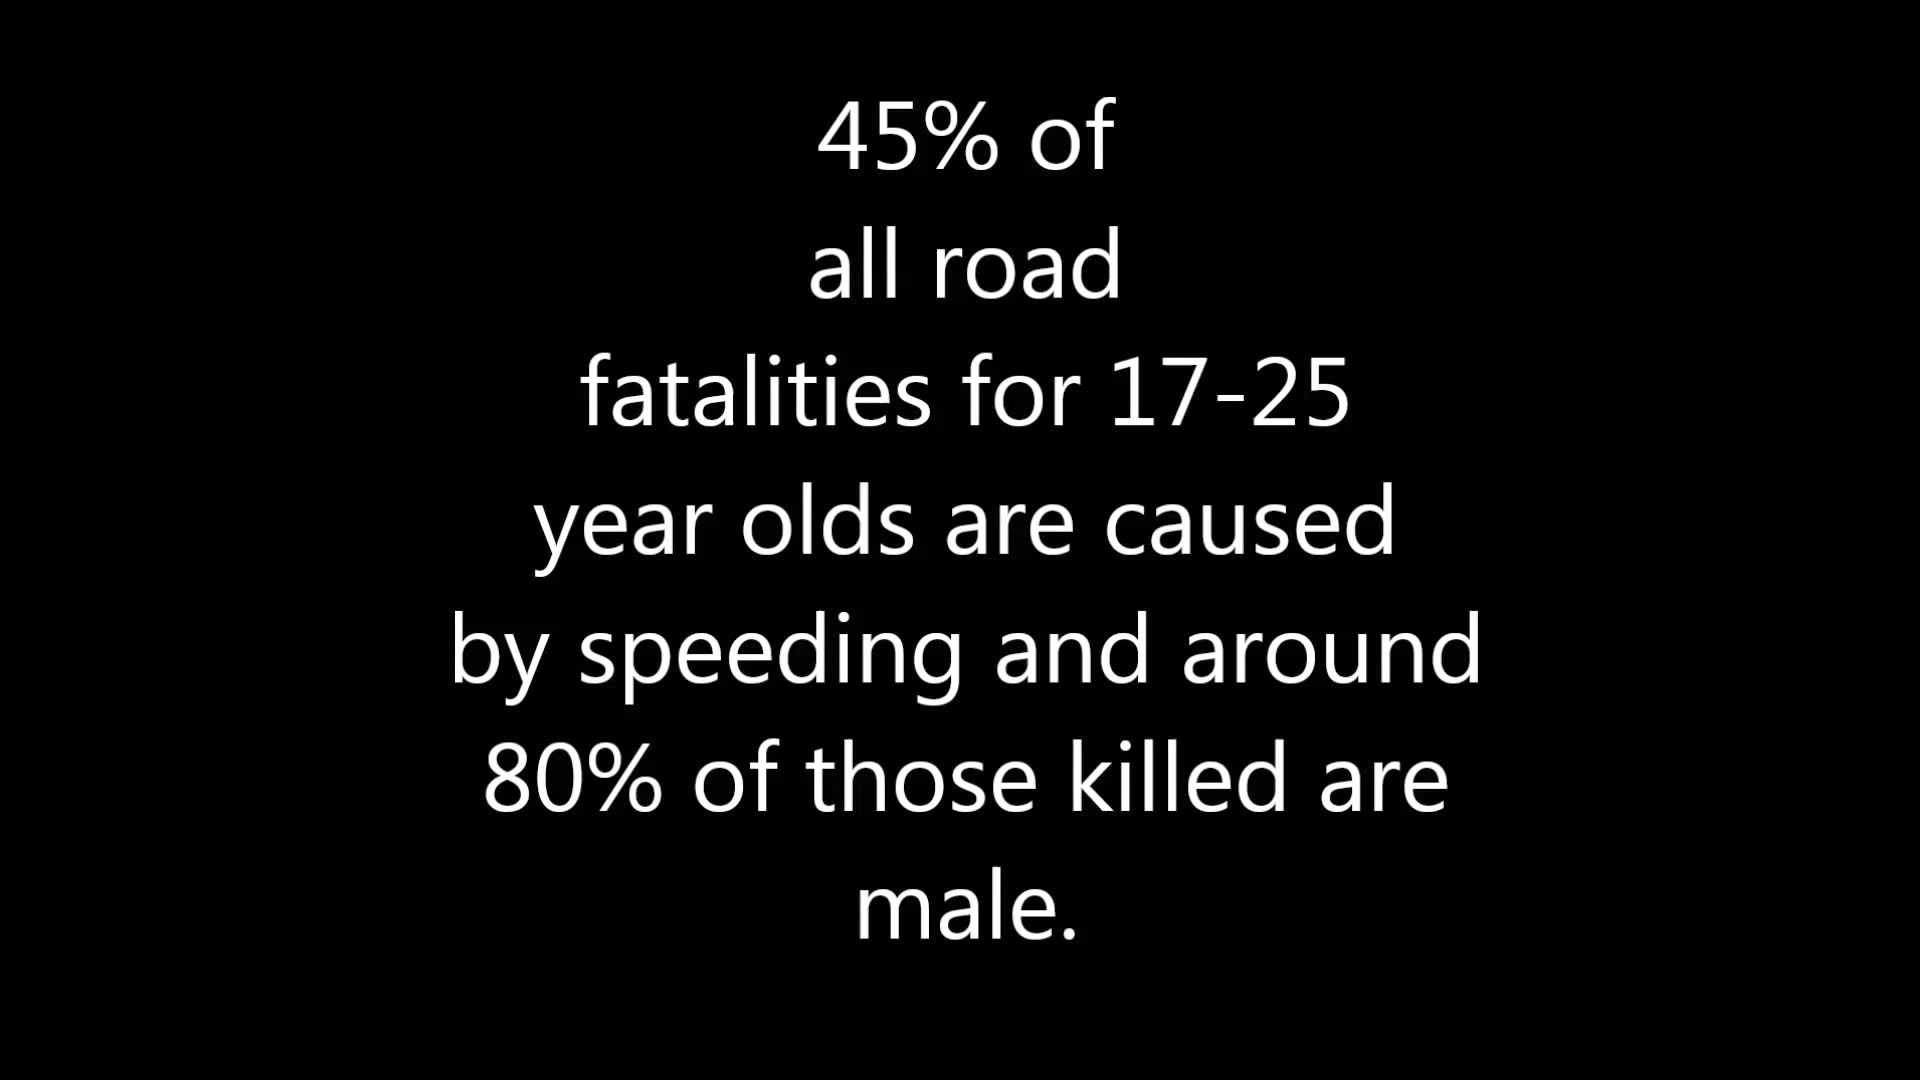 45% of
all road
fatalities for 17-25
year olds are caused
by speeding and around
80% of those killed are
male.